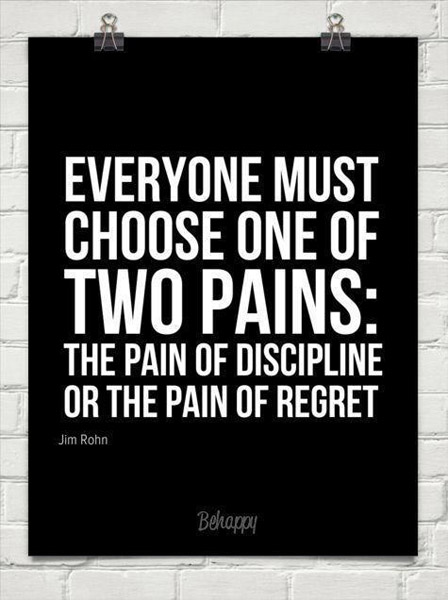 EVERYONE MUST
CHOOSE ONE OF
TWO PAINS:
THE PAIN OF DISCIPLINE
OR THE PAIN OF REGRET
Jim Rohn
Behappy